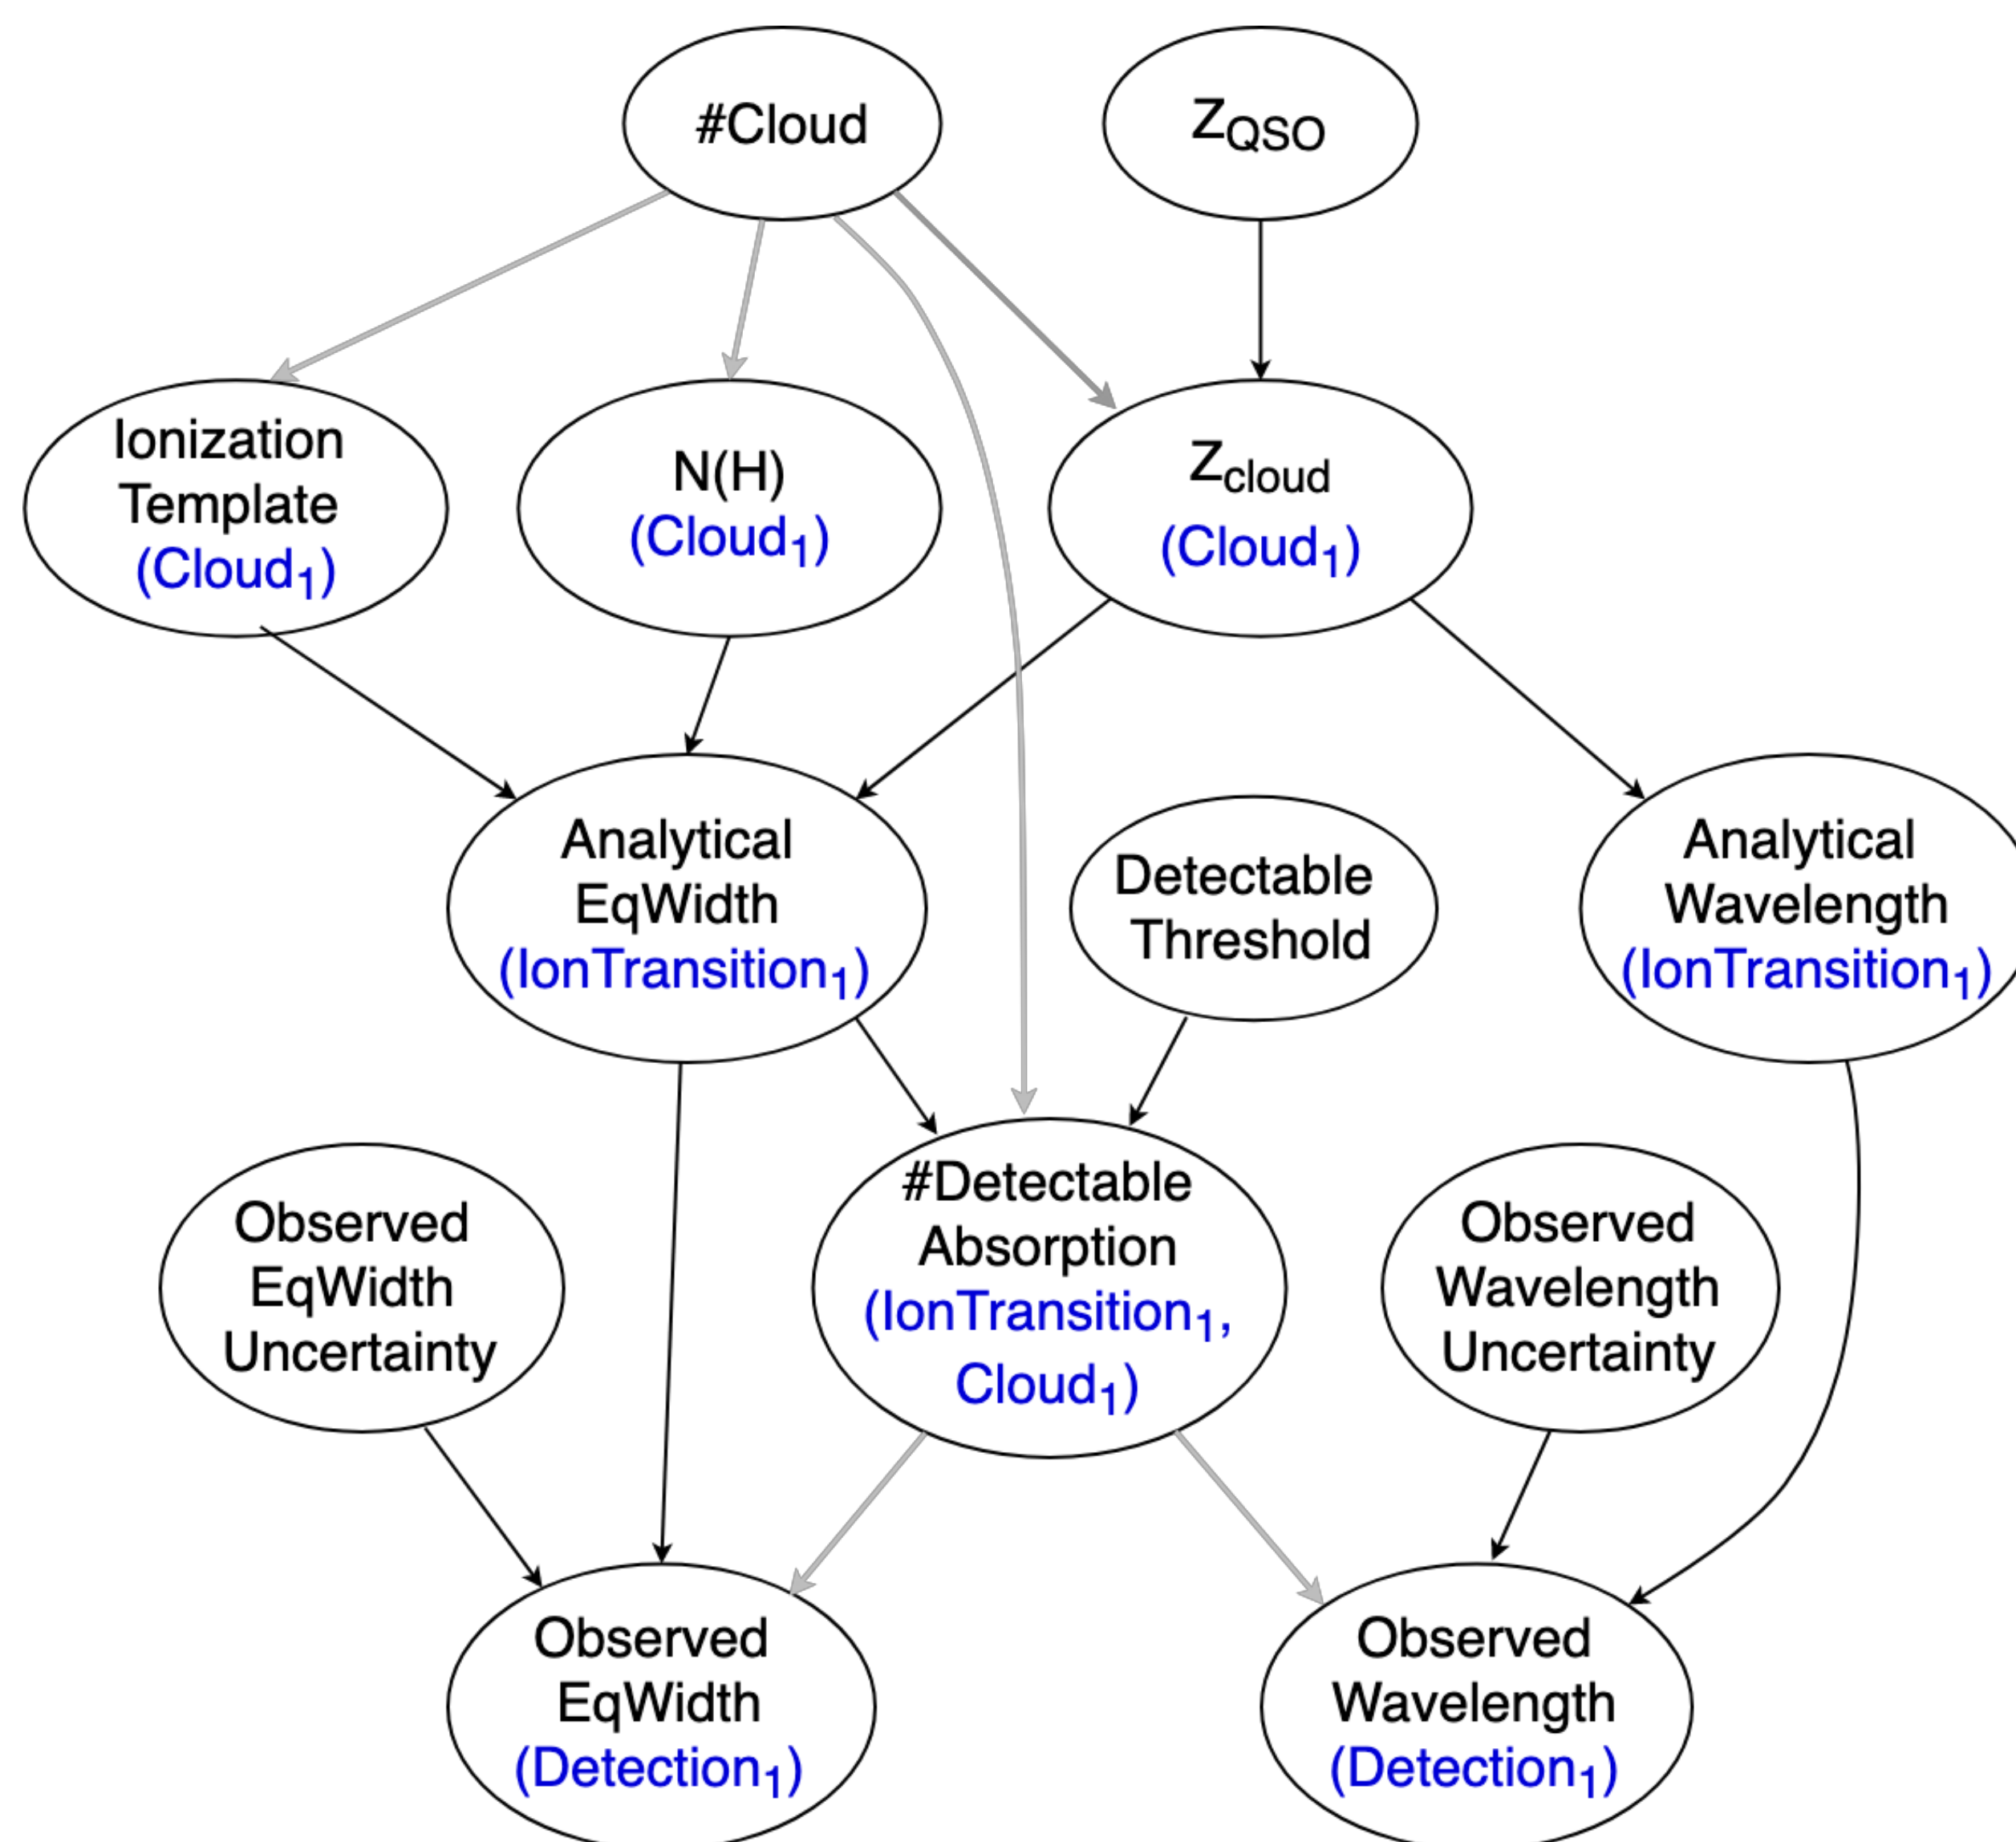 #Cloud
ZQSO
Ionization
Template
(Cloud1)
N(H)
(Cloud1)
Zcloud
(Cloud1)
Analytical
EqWidth
(IonTransition1)
Detectable
Threshold
Analytical
Wavelength
(IonTransition1)
Observed
EqWidth
Uncertainty
#Detectable
Absorption
(IonTransition1,
Cloud1)
Observed
Wavelength
Uncertainty
Observed
EqWidth
(Detection1)
Observed
Wavelength
(Detection1)